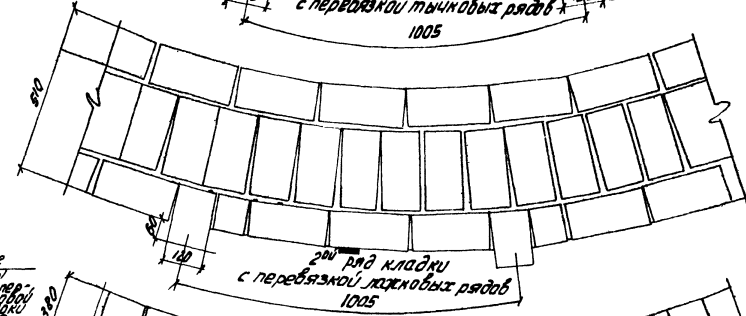 с перевязкой тычковых рядов
1005
510
60
120
2ой ряд кладки
с перевязкой ложковых рядов
1005
380